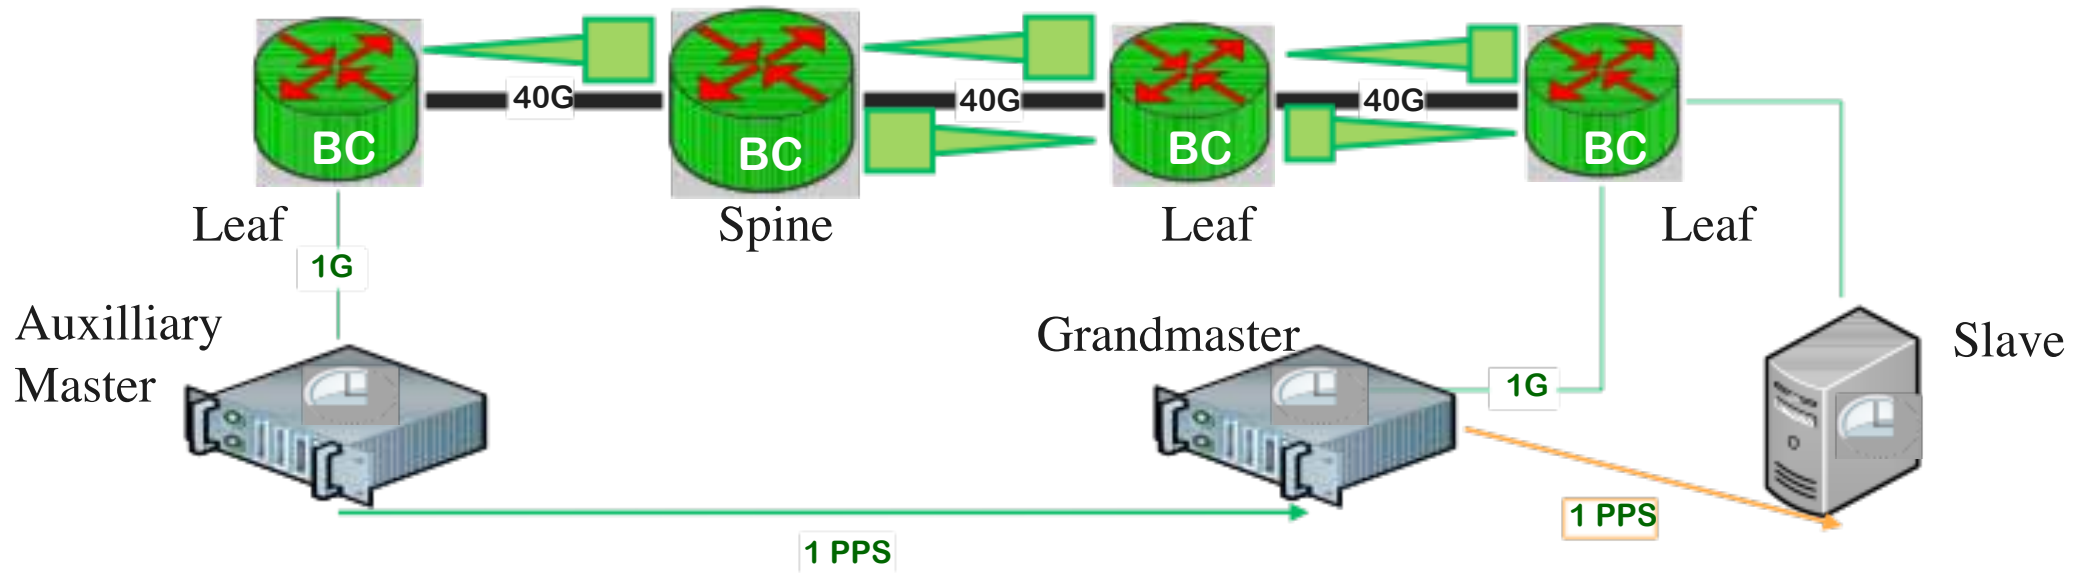 40G
40G
40G
BC
BC
BC
BC
Leaf
Spine
Leaf
Leaf
1G
Auxilliary
Master
Grandmaster
Slave
1G
1 PPS
1 PPS